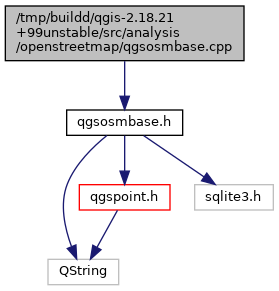 /tmp/buildd/qgis-2.18.21
+99unstable/src/analysis
/openstreetmap/qgsosmbase.cpp
qgsosmbase.h
qgspoint.h
sqlite3.h
QString